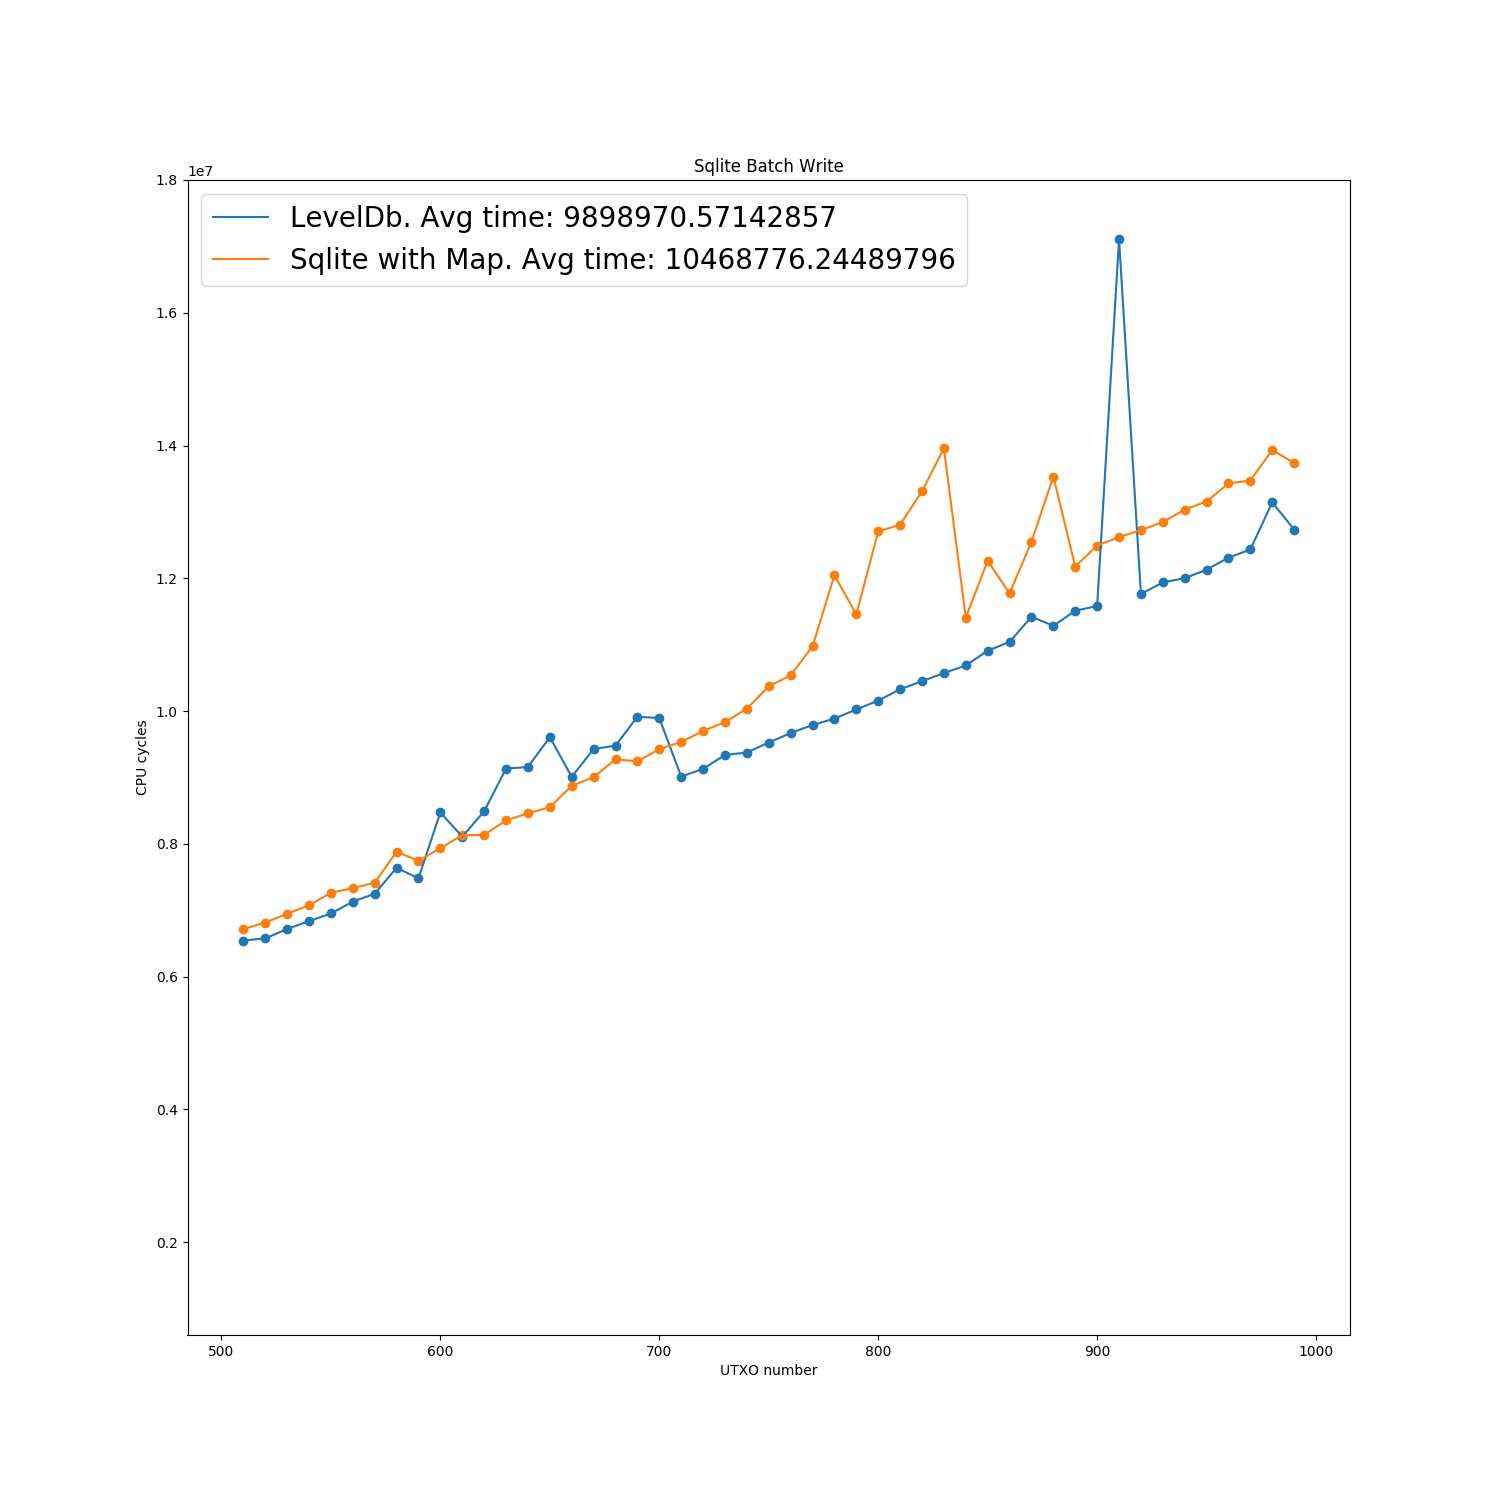 Sqlite Batch Write
1e7
1.8
LevelDb. Avg time: 9898970.57142857
Sqlite with Map. Avg time: 10468776.24489796
1.6
1.4
1.2
1.0
0.8
0.6
0.4
0.2
CPU cycles
500 600 700 800 900 1000
UTXO number